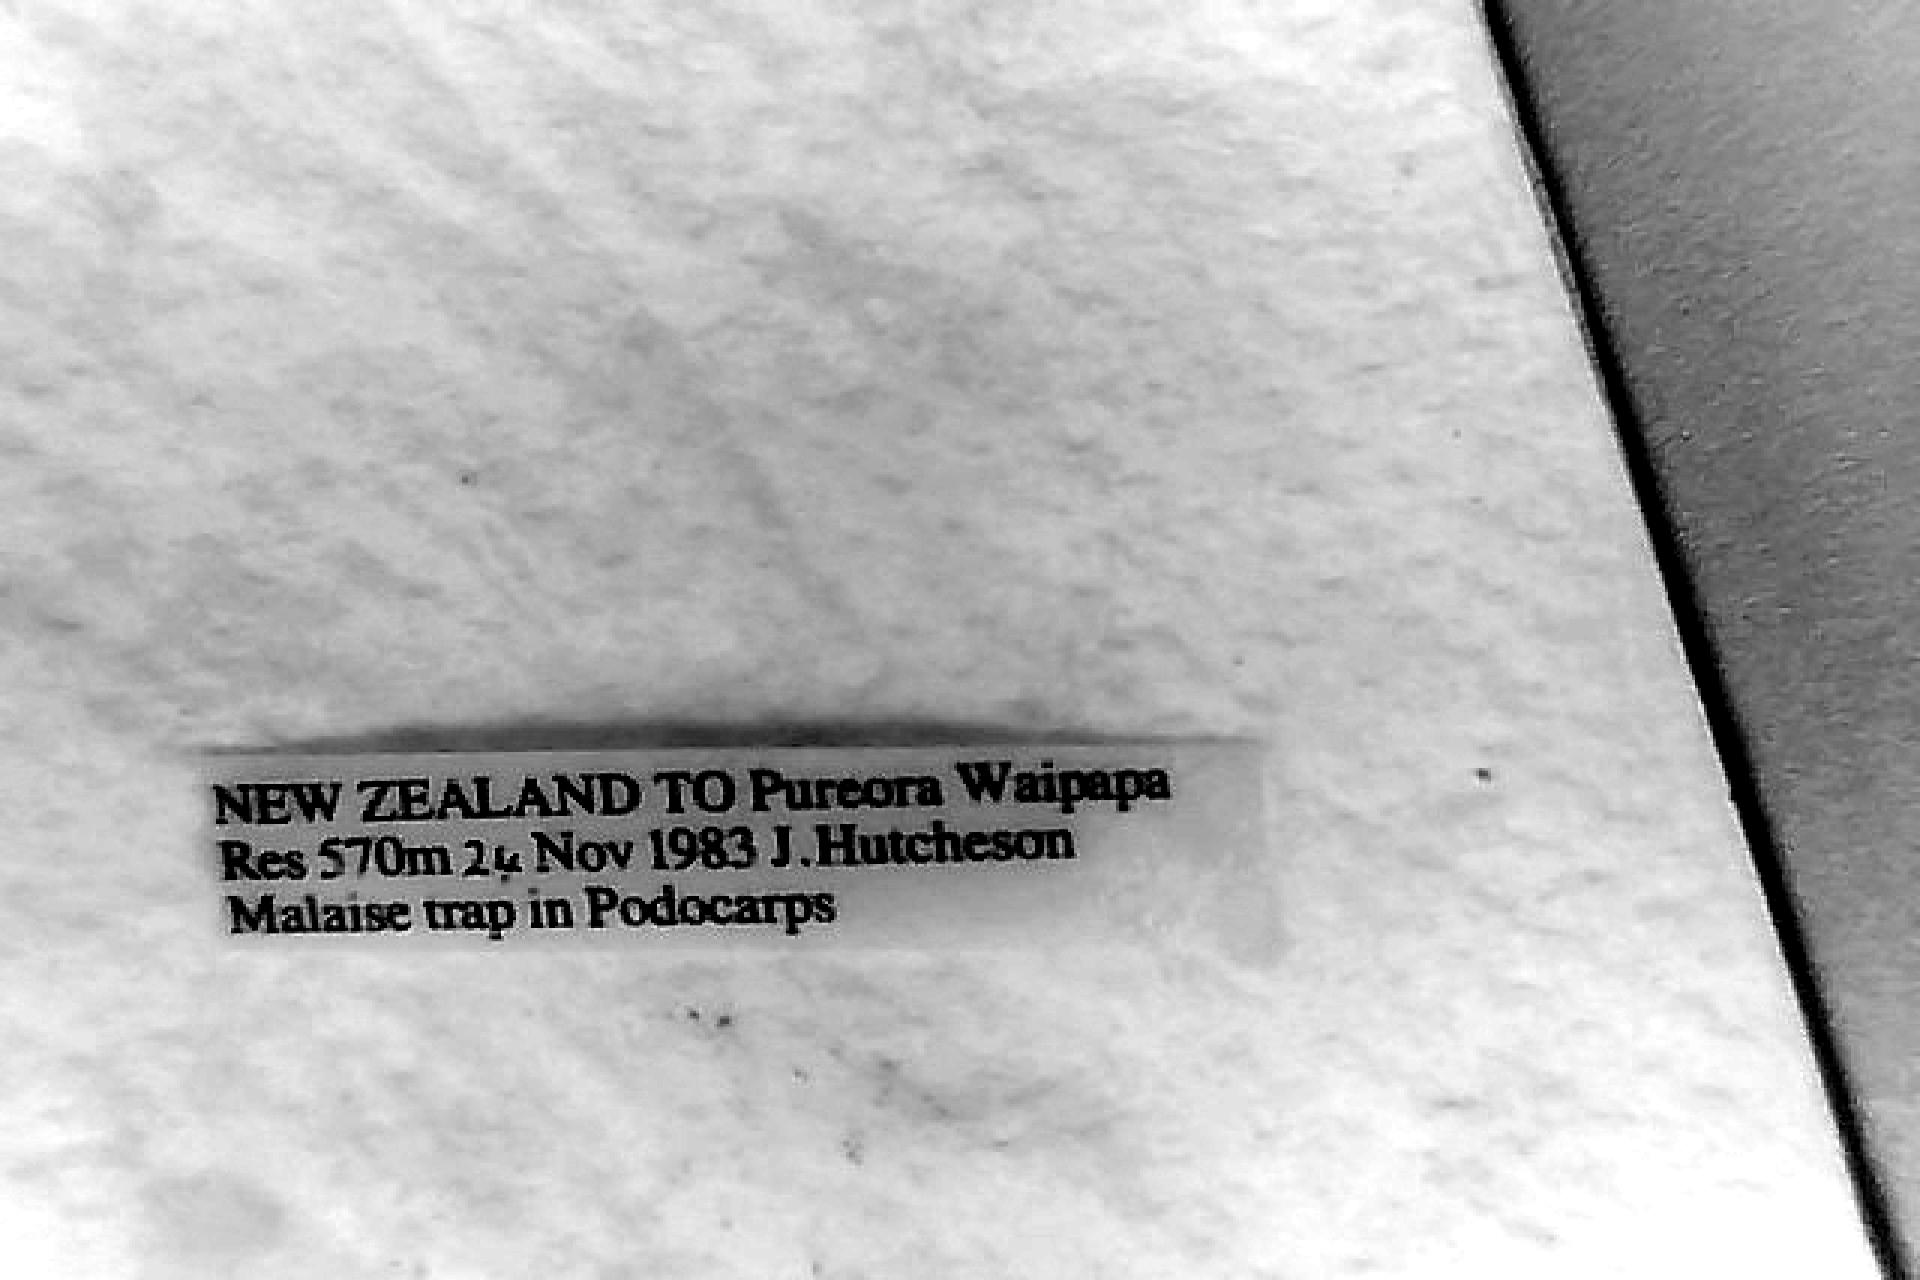 NEW ZEALAND TO Pureora Waipapa
Res 570m 24 Nov 1983 J.Hutcheson
Malaise trap in Podocarps